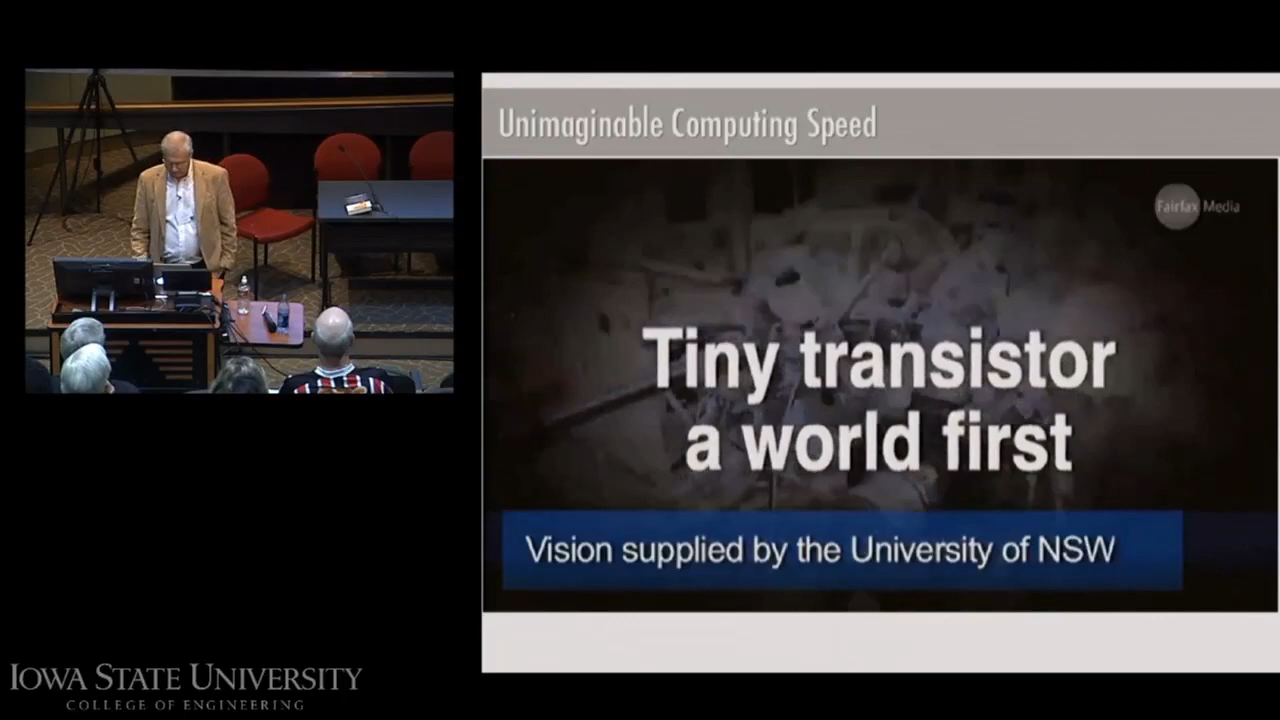 Unimaginable Computing Speed
Fairfax Media
Tiny transistor
a world first
Vision supplied by the University of NSW
IOWA STATE UNIVERSITY
COLLEGE OF ENGINEERING